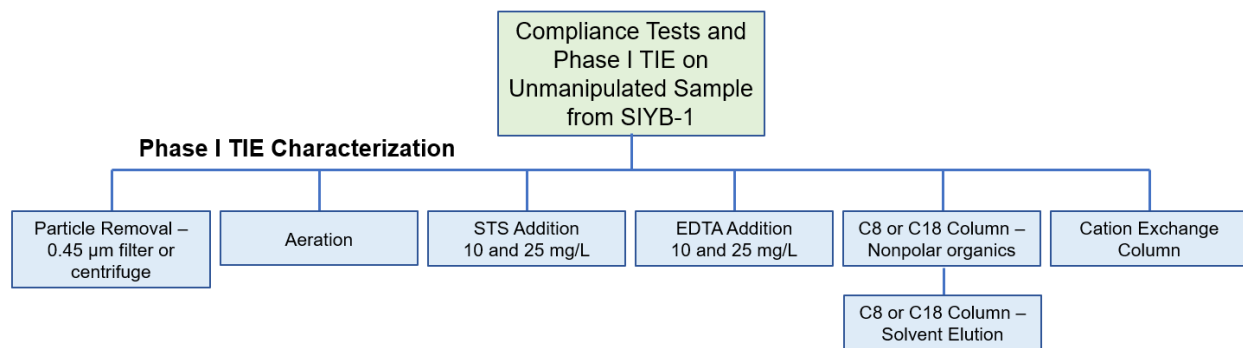 Compliance Tests and
Phase I TIE on
Unmanipulated Sample
from SIYB-1
Phase I TIE Characterization
Particle Removal –
0.45 µm filter or
centrifuge
Aeration
STS Addition
10 and 25 mg/L
EDTA Addition
10 and 25 mg/L
C8 or C18 Column –
Nonpolar organics
Cation Exchange
Column
C8 or C18 Column –
Solvent Elution